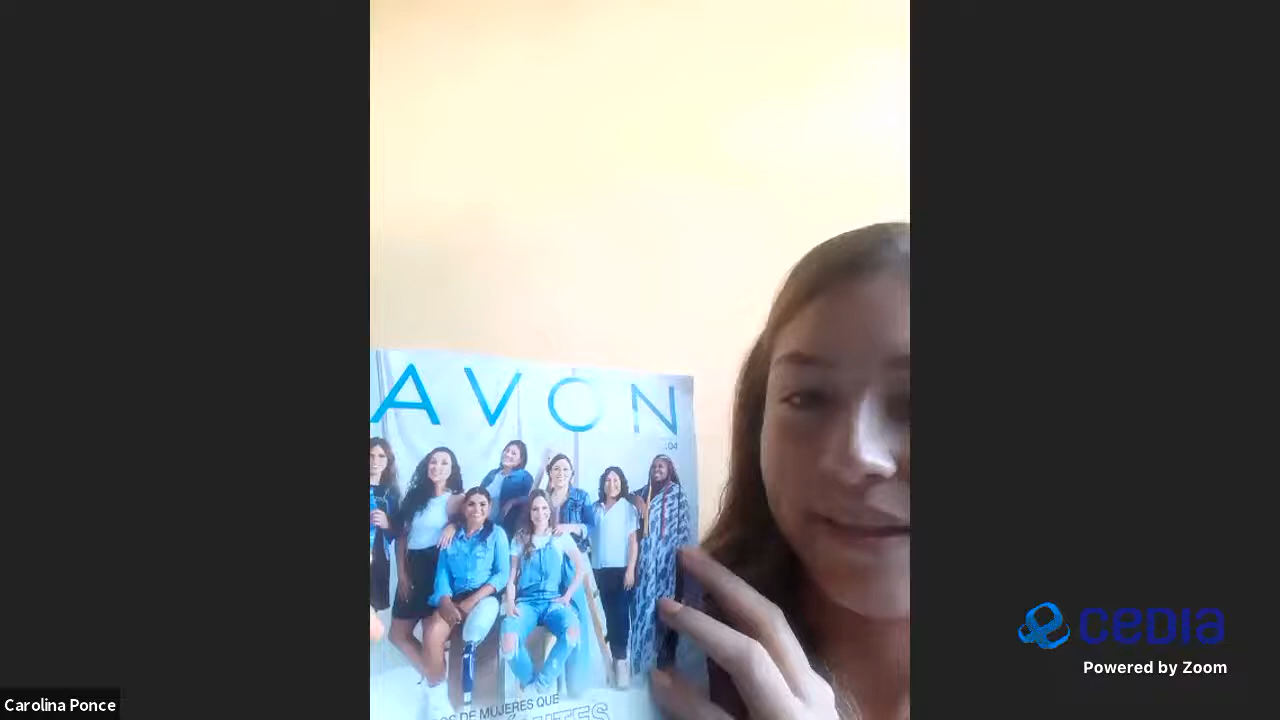 AVON
04
DE MUJERES QUE
cedia
Powered by Zoom
Carolina Ponce